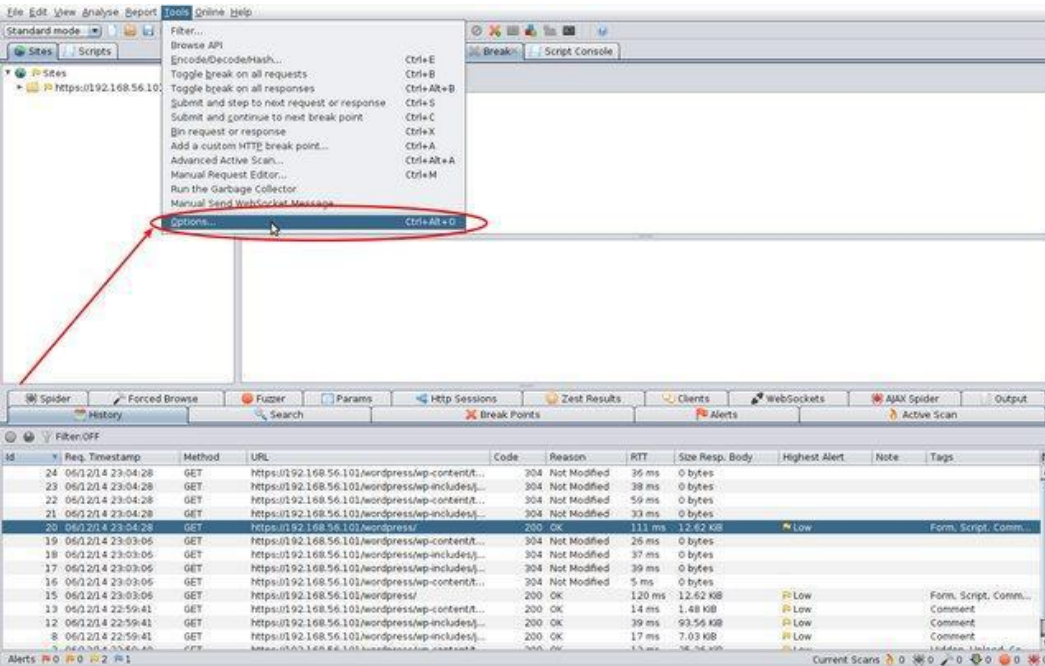 File Edit View Analyse Report Tools Online Help
Standard mode
Sites Scripts
Break Script Console
Sites
https://192.168.56.101
Filter...
Browse API
Encode/Decode/Hash... Ctrl+E
Toggle break on all requests Ctrl+B
Toggle break on all responses Ctrl+Alt+B
Submit and step to next request or response Ctrl+S
Submit and continue to next break point Ctrl+C
Bin request or response Ctrl+X
Add a custom HTTP break point... Ctrl+A
Advanced Active Scan... Ctrl+Alt+A
Manual Request Editor... Ctrl+M
Run the Garbage Collector
Manual Send WebSocket Message
Options... Ctrl+Alt+O
Spider Forced Browse Fuzzer Params Http Sessions Zest Results Clients WebSockets AJAX Spider Output
History Search Break Points Alerts Active Scan
Filter:OFF
Id Req. Timestamp Method URL Code Reason RTT Size Resp. Body Highest Alert Note Tags
24 06/12/14 23:04:28 GET https://192.168.56.101/wordpress/wp-content/t... 304 Not Modified 36 ms 0 bytes
23 06/12/14 23:04:28 GET https://192.168.56.101/wordpress/wp-includes/j... 304 Not Modified 38 ms 0 bytes
22 06/12/14 23:04:28 GET https://192.168.56.101/wordpress/wp-content/t... 304 Not Modified 59 ms 0 bytes
21 06/12/14 23:04:28 GET https://192.168.56.101/wordpress/wp-includes/j... 304 Not Modified 33 ms 0 bytes
20 06/12/14 23:04:28 GET https://192.168.56.101/wordpress/ 200 OK 111 ms 12.62 KiB Low Form, Script, Comm...
19 06/12/14 23:03:06 GET https://192.168.56.101/wordpress/wp-content/t... 304 Not Modified 26 ms 0 bytes
18 06/12/14 23:03:06 GET https://192.168.56.101/wordpress/wp-includes/j... 304 Not Modified 37 ms 0 bytes
17 06/12/14 23:03:06 GET https://192.168.56.101/wordpress/wp-includes/j... 304 Not Modified 39 ms 0 bytes
16 06/12/14 23:03:06 GET https://192.168.56.101/wordpress/wp-content/t... 304 Not Modified 5 ms 0 bytes
15 06/12/14 23:03:06 GET https://192.168.56.101/wordpress/ 200 OK 120 ms 12.62 KiB Low Form, Script, Comm...
13 06/12/14 22:59:41 GET https://192.168.56.101/wordpress/wp-content/t... 200 OK 14 ms 1.48 KiB Low Comment
12 06/12/14 22:59:41 GET https://192.168.56.101/wordpress/wp-includes/j... 200 OK 39 ms 93.56 KiB Low Comment
8 06/12/14 22:59:41 GET https://192.168.56.101/wordpress/wp-includes/j... 200 OK 17 ms 7.03 KiB Low Comment
Alerts 0 0 2 1 Current Scans 0 0 0 0 0